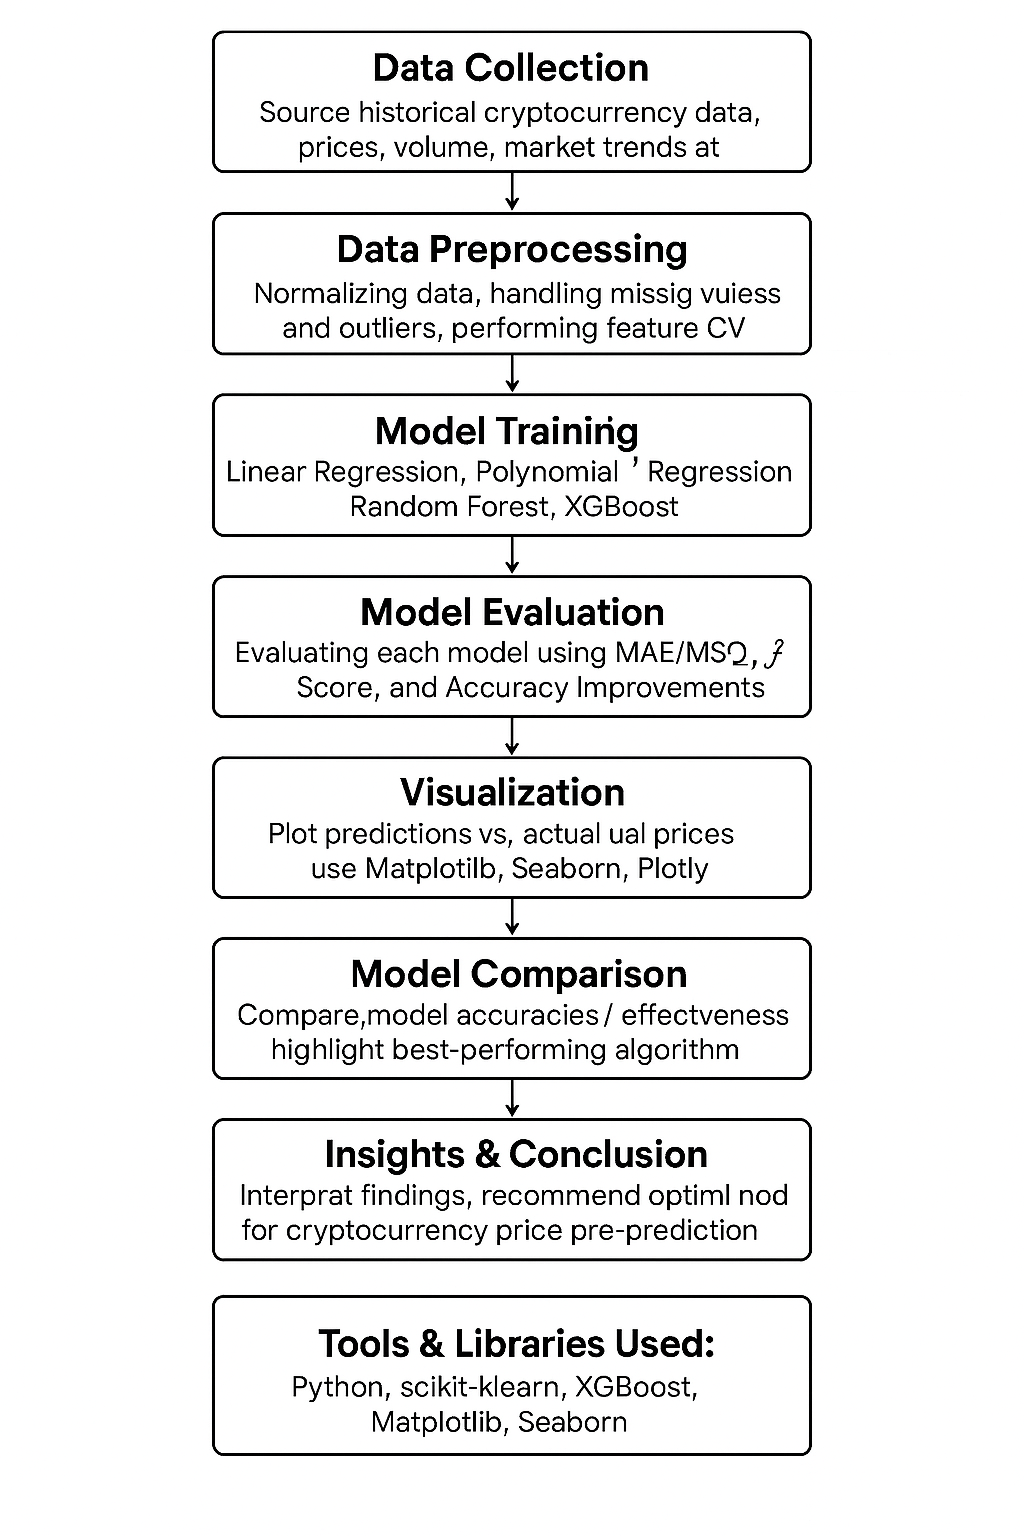 Data Collection
Source historical cryptocurrency data,
prices, volume, market trends at
Data Preprocessing
Normalizing data, handling missig vuiess
and outliers, performing feature CV
Model Training
Linear Regression, Polynomial ’ Regression
Random Forest, XGBoost
Model Evaluation
Evaluating each model using
Score, and Accuracy Improvements
Visualization
Plot predictions vs, actual ual prices
use Matplotilb, Seaborn, Plotly
Model Comparison
Compare,model accuracies / effectveness
highlight best-performing algorithm
Insights & Conclusion
Interprat findings, recommend optiml nod
for cryptocurrency price pre-prediction
Tools & Libraries Used:
Python, scikit-klearn, XGBoost,
Matplotlib, Seaborn